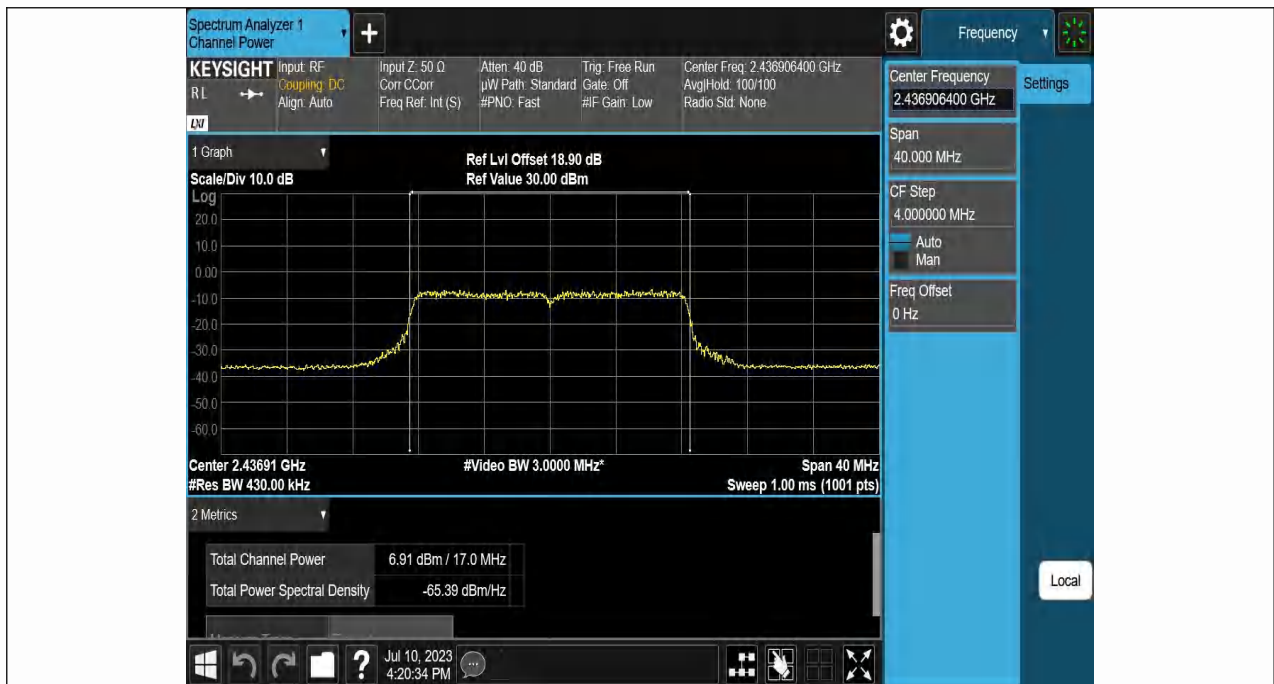 Spectrum Analyzer 1
Channel Power
+
Frequency
KEYSIGHT
RL
LXI
Input: RF
Coupling: DC
Align: Auto
Input Z: 50 Ω
Corr CCorr
Freq Ref: Int (S)
Atten: 40 dB
µW Path: Standard
#PNO: Fast
Trig: Free Run
Gate: Off
#IF Gain: Low
Center Freq: 2.436906400 GHz
Avg|Hold: 100/100
Radio Std: None
Center Frequency
2.436906400 GHz
Settings
Span
40.000 MHz
CF Step
4.000000 MHz
Auto
Man
Freq Offset
0 Hz
Local
1 Graph
Scale/Div 10.0 dB
Ref Lvl Offset 18.90 dB
Ref Value 30.00 dBm
Log
20.0
10.0
0.00
-10.0
-20.0
-30.0
-40.0
-50.0
-60.0
Center 2.43691 GHz
#Video BW 3.0000 MHz*
Span 40 MHz
#Res BW 430.00 kHz
Sweep 1.00 ms (1001 pts)
2 Metrics
Total Channel Power 6.91 dBm / 17.0 MHz
Total Power Spectral Density -65.39 dBm/Hz
?
Jul 10, 2023
4:20:34 PM